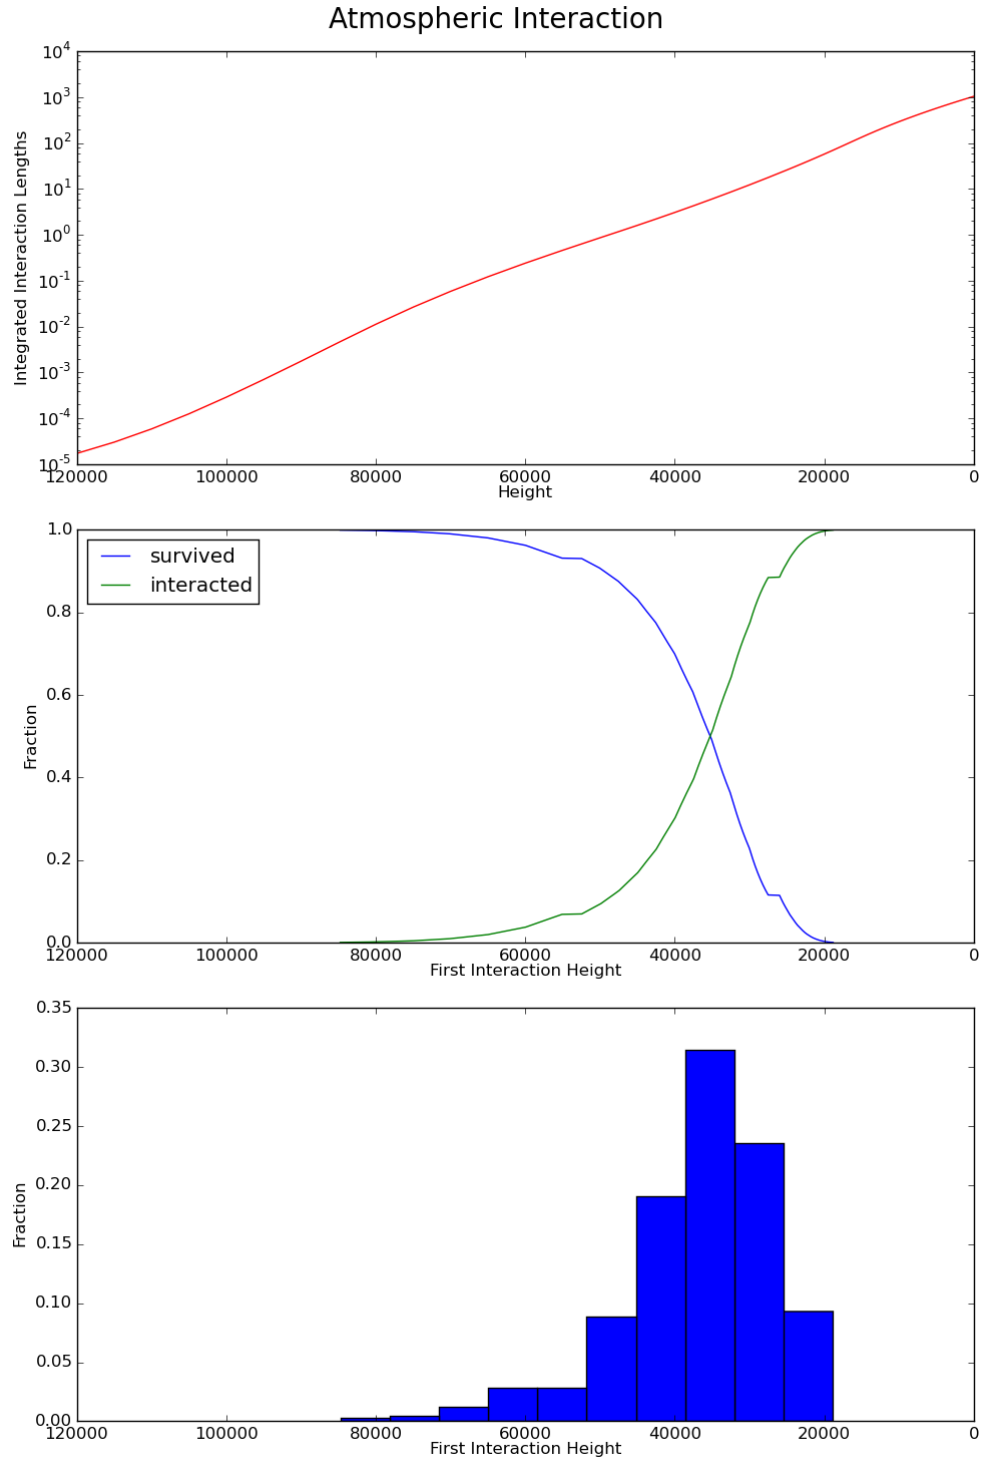 Atmospheric Interaction
Integrated Interaction Lengths
10^4
10^3
10^2
10^1
10^0
10^-1
10^-2
10^-3
10^-4
10^-5
120000 100000 80000 60000 40000 20000 0
Height
survived
interacted
Fraction
1.0
0.8
0.6
0.4
0.2
0.0
120000 100000 80000 60000 40000 20000 0
First Interaction Height
Fraction
0.35
0.30
0.25
0.20
0.15
0.10
0.05
0.00
120000 100000 80000 60000 40000 20000 0
First Interaction Height